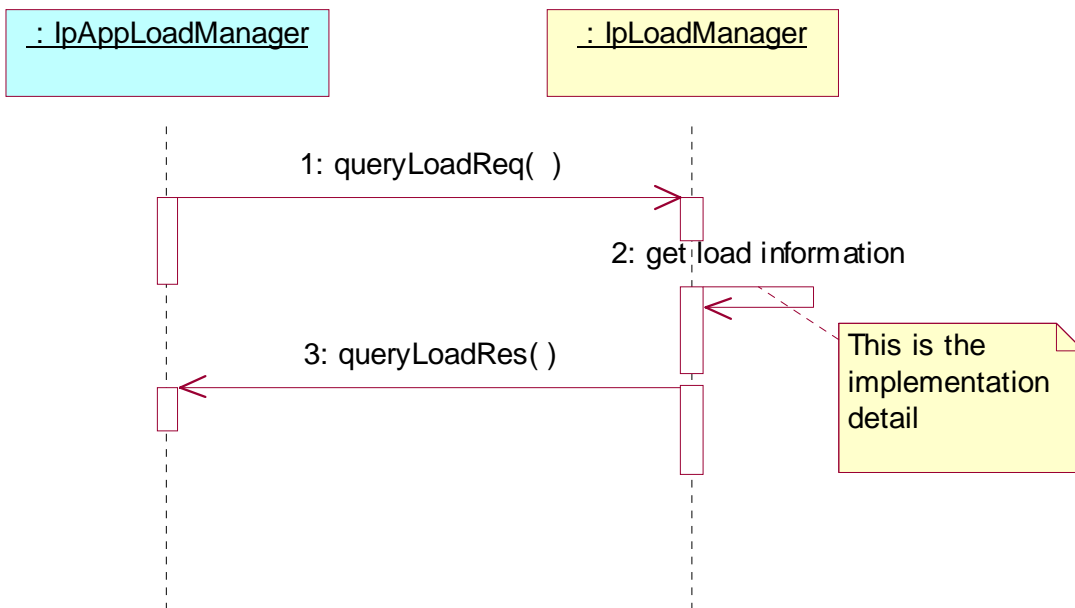 : IpAppLoadManager
: IpLoadManager
1: queryLoadReq( )
2: get load information
3: queryLoadRes( )
This is the
implementation
detail